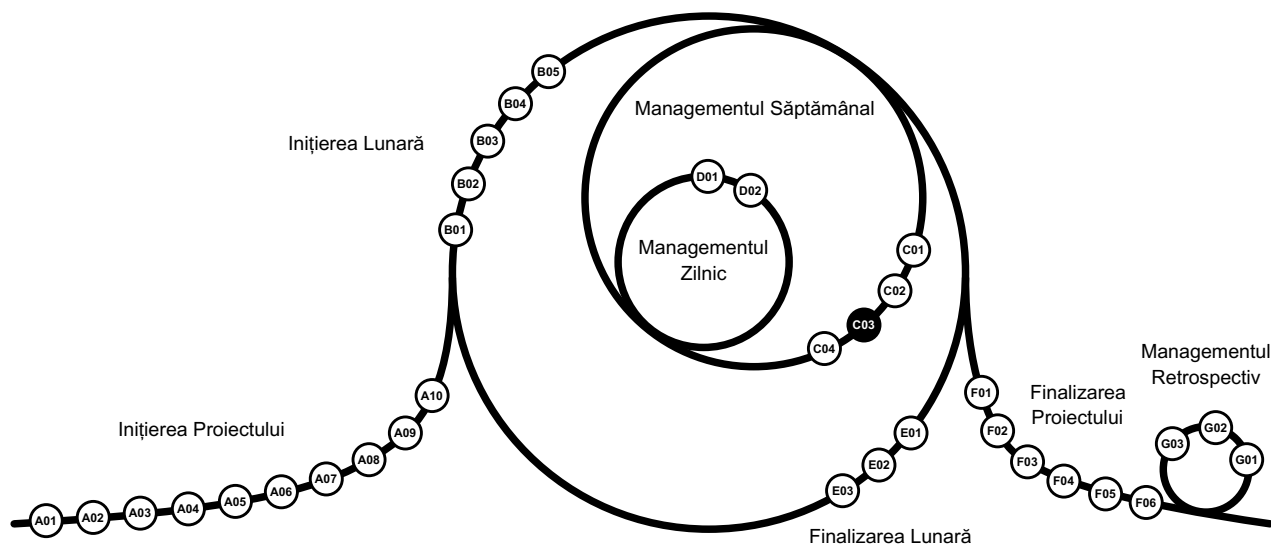 B05
B04
Managementul Săptămânal
Inițierea Lunară
B03
B02
D01
D02
B01
Managementul
Zilnic
C01
C02
C03
C04
Managementul
Retrospectiv
A10
F01
Finalizarea
Proiectului
Inițierea Proiectului
A09
E01
F02
G03
G02
G01
A08
E02
F03
A07
F04
A06
E03
F05
A05
F06
A04
A03
A02
A01
Finalizarea Lunară